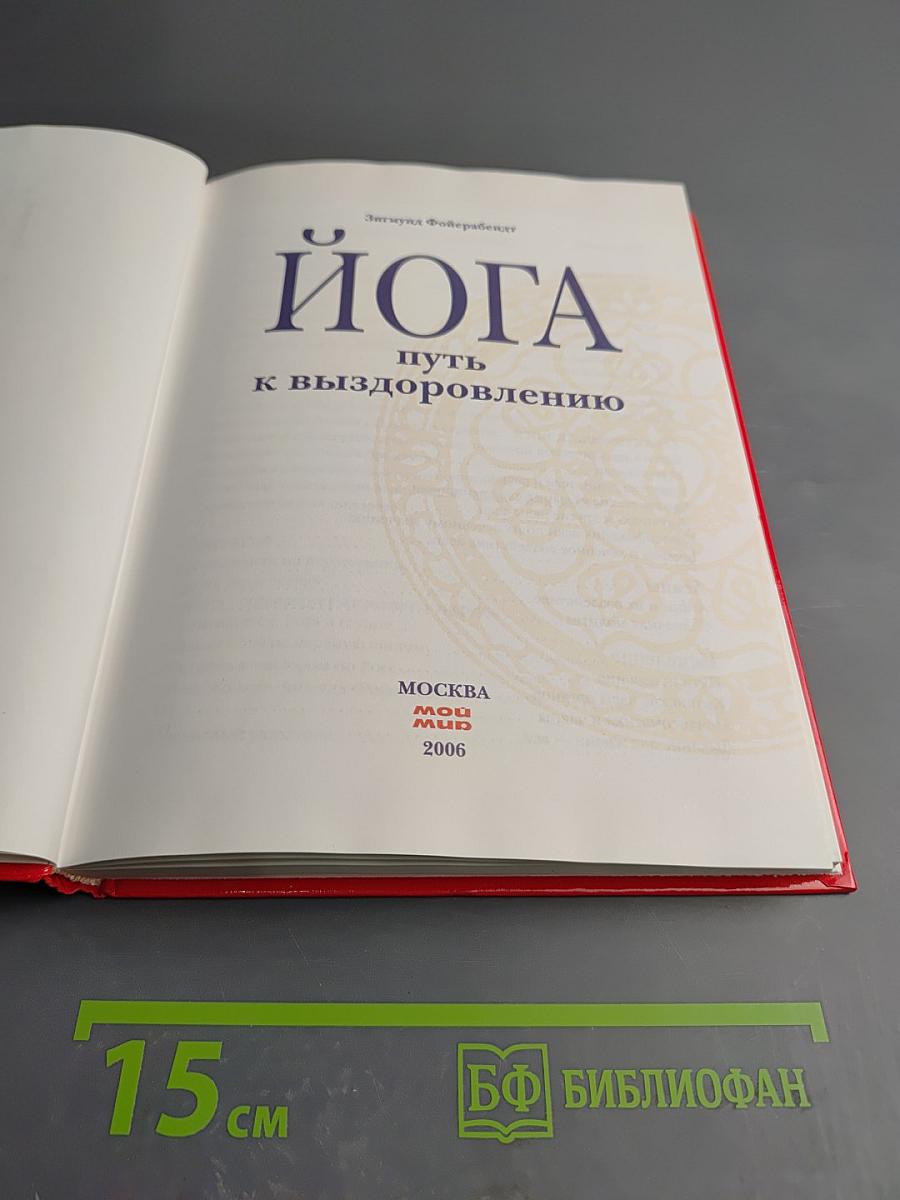 Зигмунд Фойерабендт
ЙОГА
путь
к выздоровлению
МОСКВА
мой
мир
2006
15 см
БФ БИБЛИОФАН